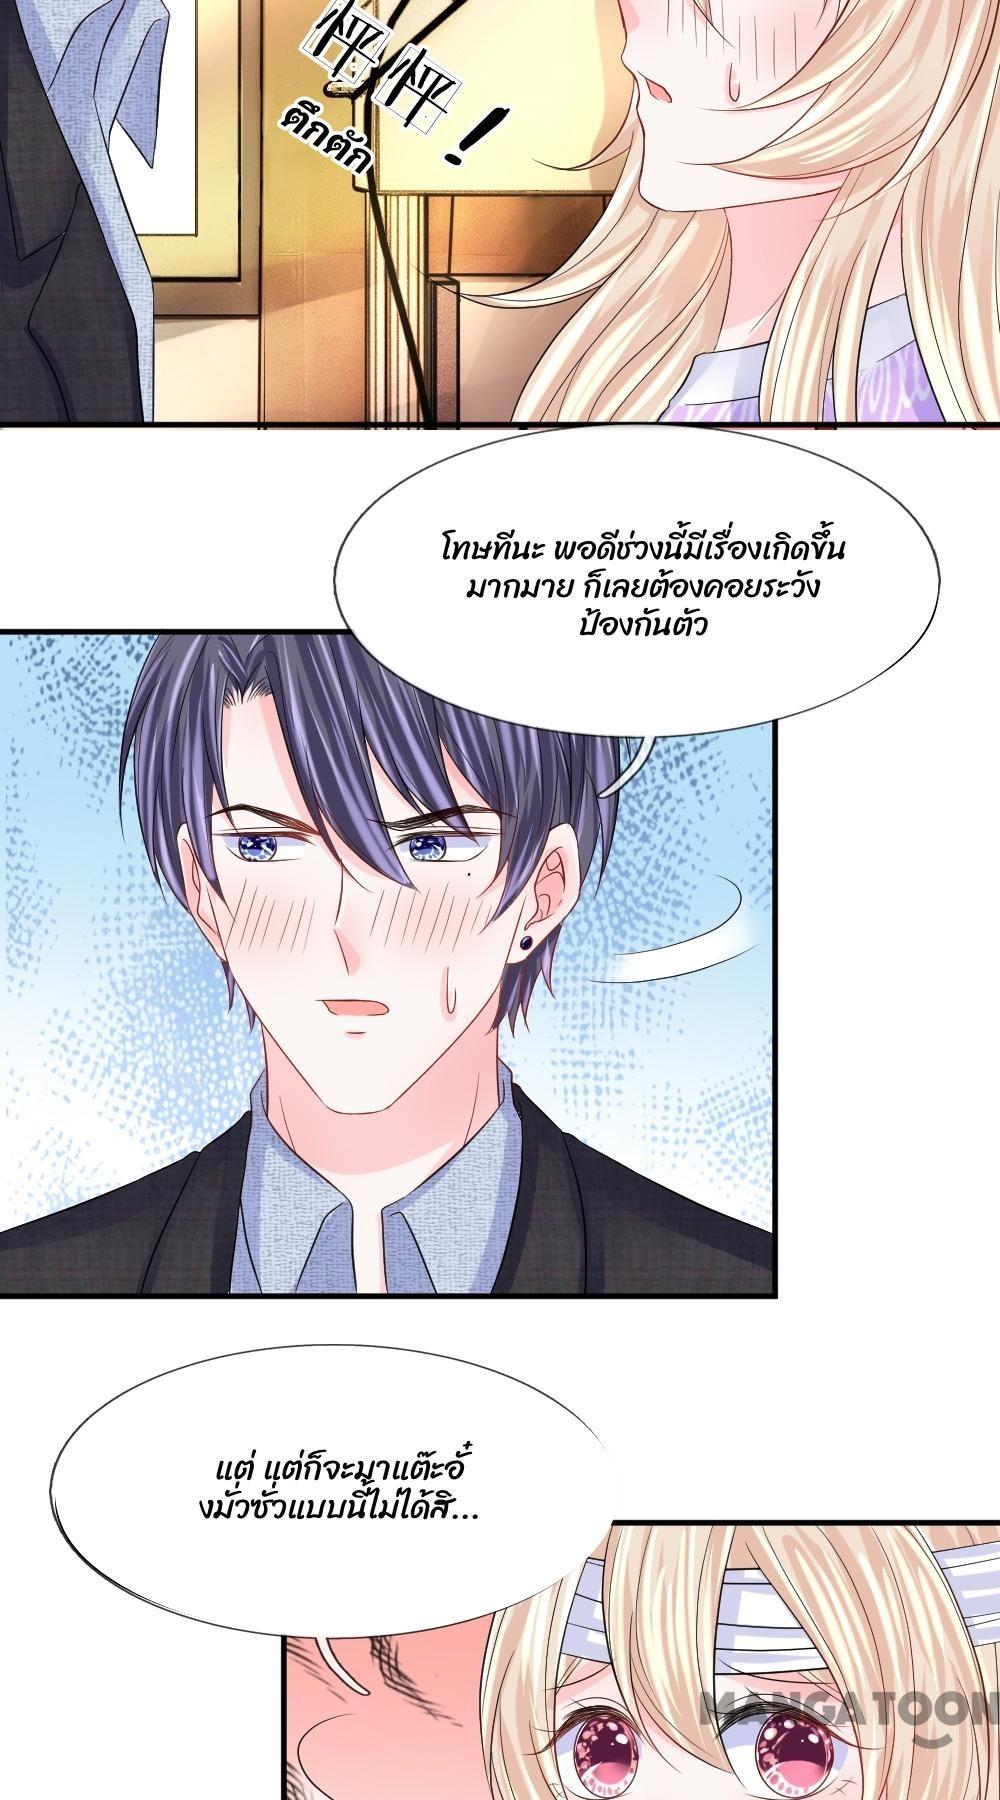 怦怦!
ตึกตัก
โทษทีนะ พอดีช่วงนี้มีเรื่องเกิดขึ้น
มากมาย ก็เลยต้องคอยระวัง
ป้องกันตัว
แต่ แต่ก็จะมาแต๊ะอั๋
งมั่วซั่วแบบนี้ไม่ได้สิ...
MANGATOON